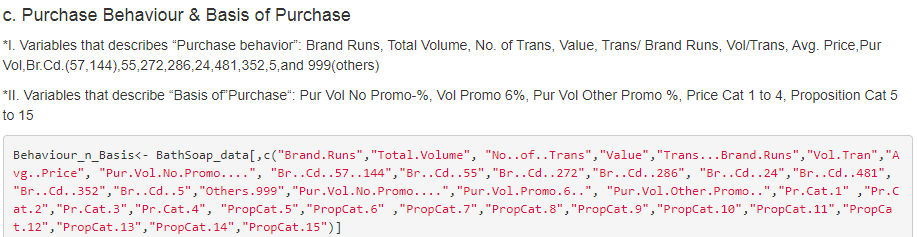 c. Purchase Behaviour & Basis of Purchase
*I. Variables that describes “Purchase behavior”: Brand Runs, Total Volume, No. of Trans, Value, Trans/ Brand Runs, Vol/Trans, Avg. Price,Pur
Vol,Br.Cd.(57,144),55,272,286,24,481,352,5,and 999(others)
*II. Variables that describe “Basis of”Purchase“: Pur Vol No Promo-%, Vol Promo 6%, Pur Vol Other Promo %, Price Cat 1 to 4, Proposition Cat 5
to 15
Behaviour_n_Basis<- BathSoap_data[,c("Brand.Runs","Total.Volume", "No..of..Trans","Value","Trans...Brand.Runs","Vol.Tran","A
vg..Price", "Pur.Vol.No.Promo....", "Br..Cd..57..144","Br..Cd..55","Br..Cd..272","Br..Cd..286", "Br..Cd..24","Br..Cd..481",
"Br..Cd..352","Br..Cd..5","Others.999","Pur.Vol.No.Promo....","Pur.Vol.Promo.6..", "Pur.Vol.Other.Promo..","Pr.Cat.1" ,"Pr.C
at.2","Pr.Cat.3","Pr.Cat.4", "PropCat.5","PropCat.6" ,"PropCat.7","PropCat.8","PropCat.9","PropCat.10","PropCat.11","PropCa
t.12","PropCat.13","PropCat.14","PropCat.15")]